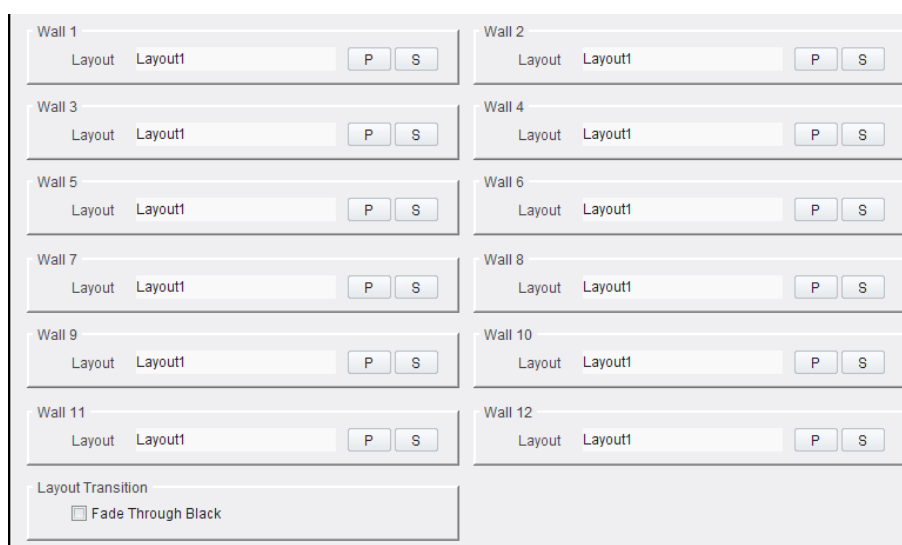 Wall 1 Wall 2
Layout Layout1 P S Layout Layout1 P S
Wall 3 Wall 4
Layout Layout1 P S Layout Layout1 P S
Wall 5 Wall 6
Layout Layout1 P S Layout Layout1 P S
Wall 7 Wall 8
Layout Layout1 P S Layout Layout1 P S
Wall 9 Wall 10
Layout Layout1 P S Layout Layout1 P S
Wall 11 Wall 12
Layout Layout1 P S Layout Layout1 P S
Layout Transition
Fade Through Black